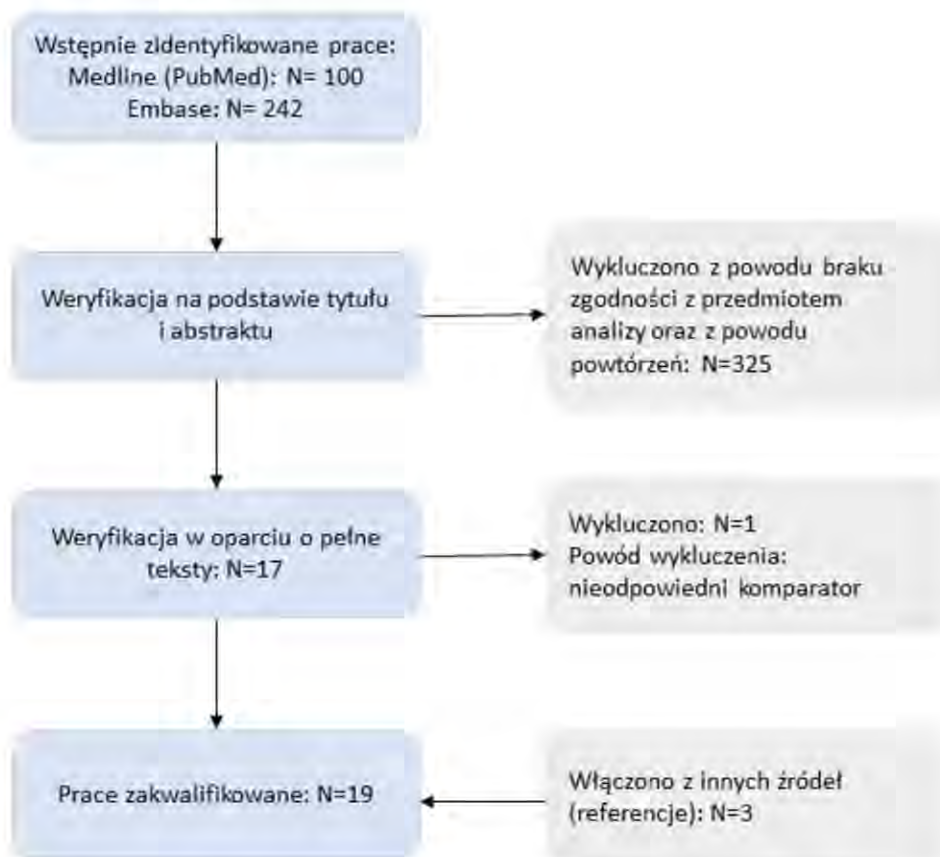 Wstępnie zidentyfikowane prace:
Medline (PubMed): N= 100
Embase: N= 242
Weryfikacja na podstawie tytułu
i abstraktu
Wykluczono z powodu braku
zgodności z przedmiotem
analizy oraz z powodu
powtórzeń: N=325
Weryfikacja w oparciu o pełne
teksty: N=17
Wykluczono: N=1
Powód wykluczenia:
nieodpowiedni komparator
Prace zakwalifikowane: N=19
Włączono z innych źródeł
(referencje): N=3